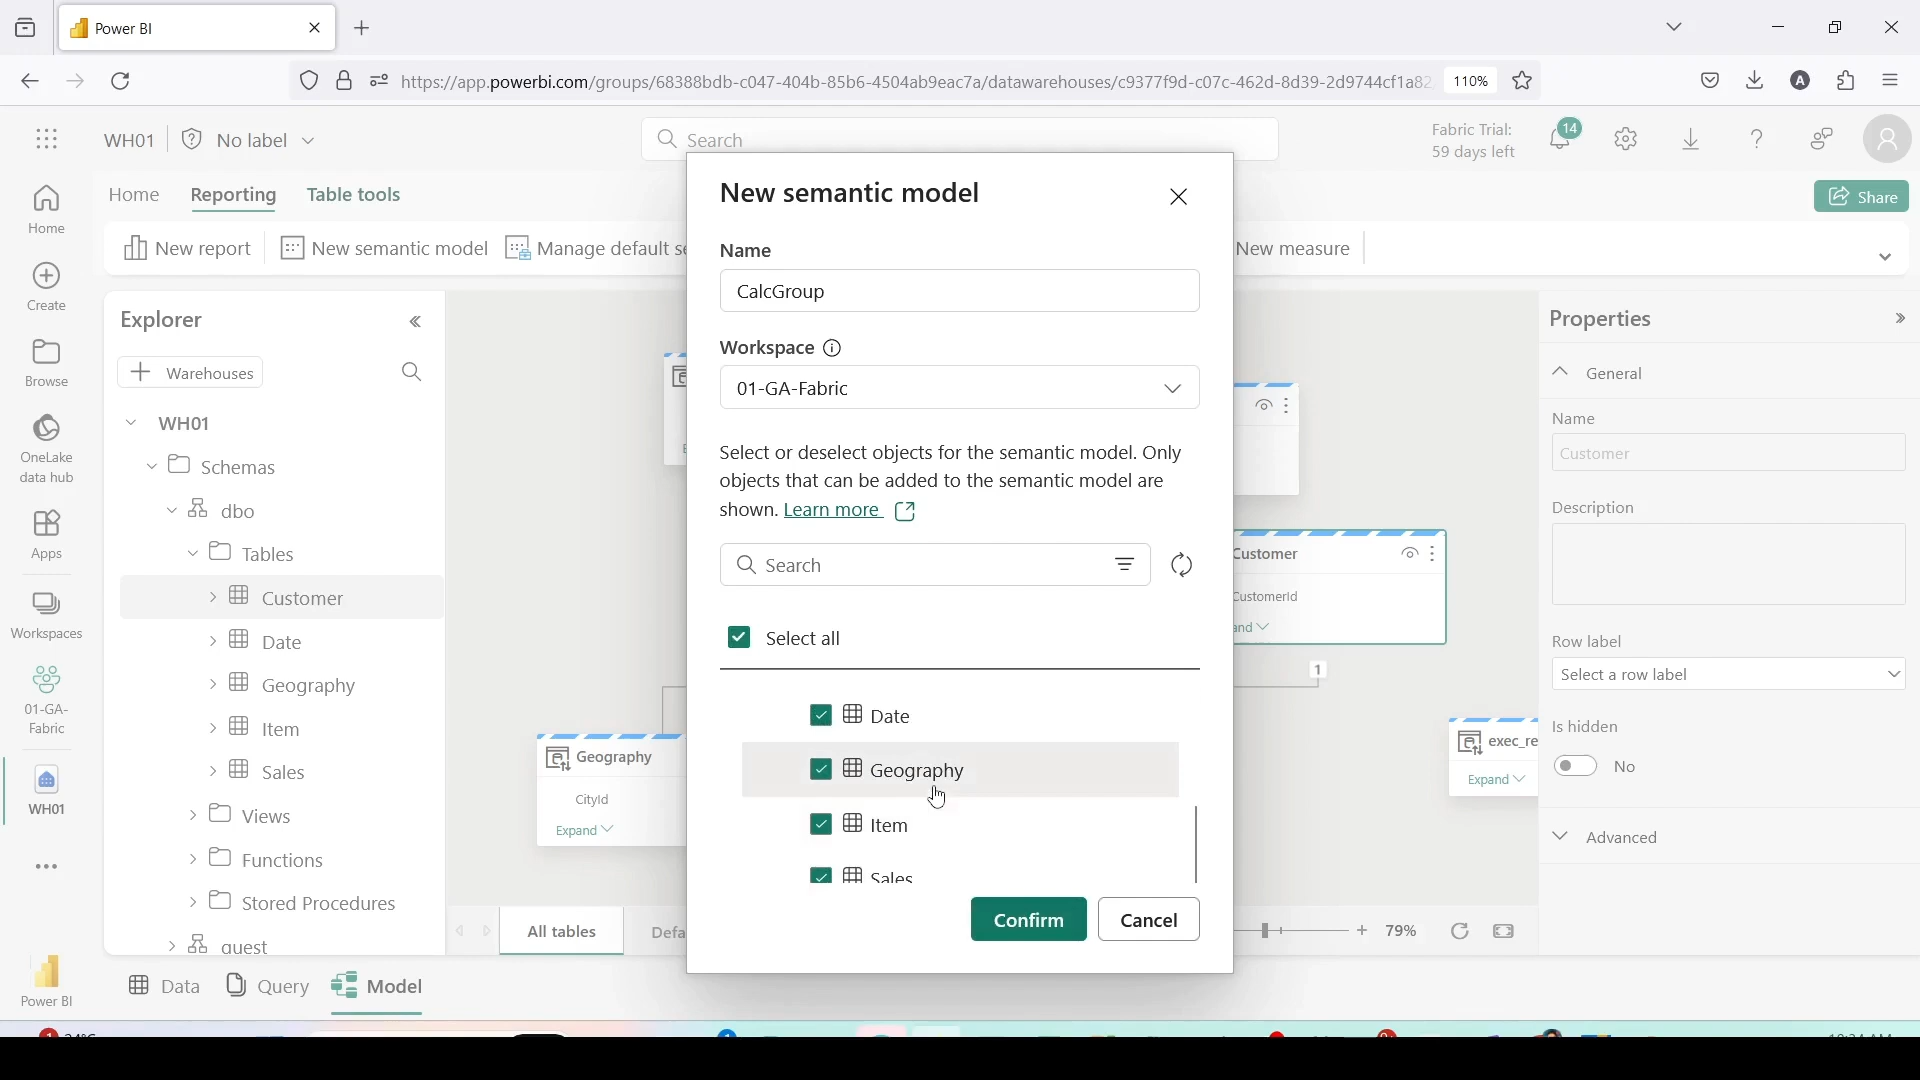 Power BI
https://app.powerbi.com/groups/68388bdb-c047-404b-85b6-4504ab9eac7a/datawarehouses/c9377f9d-c07c-462d-8d39-2d9744cf1a82
110%
A
WH01
No label
Search
Fabric Trial:
59 days left
14
Home
Reporting
Table tools
Share
New report
New semantic model
Manage default se
New measure
Home
Create
Browse
OneLake
data hub
Apps
Workspaces
01-GA-
Fabric
WH01
Power BI
Explorer
Warehouses
WH01
Schemas
dbo
Tables
Customer
Date
Geography
Item
Sales
Views
Functions
Stored Procedures
guest
Geography
CityId
Expand
Customer
CustomerId
and
1
exec_re
Expand
New semantic model
Name
CalcGroup
Workspace
01-GA-Fabric
Select or deselect objects for the semantic model. Only
objects that can be added to the semantic model are
shown. Learn more
Search
Select all
Date
Geography
Item
Sales
Confirm
Cancel
Properties
General
Name
Customer
Description
Row label
Select a row label
Is hidden
No
Advanced
All tables
Defa
79%
Data
Query
Model